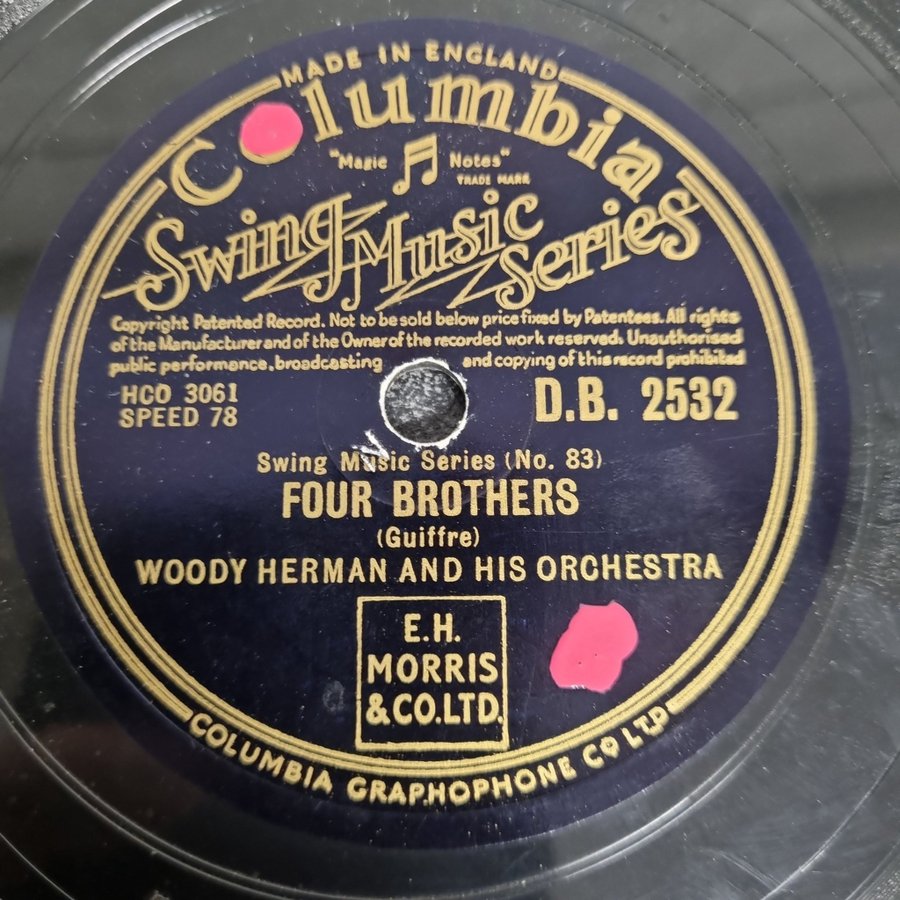 MADE IN ENGLAND
Columbia
"Magic Notes"
TRADE MARK
Swing Music Series
Copyright Patented Record. Not to be sold below price fixed by Patentees. All rights
of the Manufacturer and of the Owner of the recorded work reserved. Unauthorised
public performance, broadcasting and copying of this record prohibited
HCO 3061
SPEED 78
D.B. 2532
Swing Music Series (No. 83)
FOUR BROTHERS
(Guiffre)
WOODY HERMAN AND HIS ORCHESTRA
E.H.
MORRIS
& CO. LTD.
COLUMBIA GRAPHOPHONE CO LTD